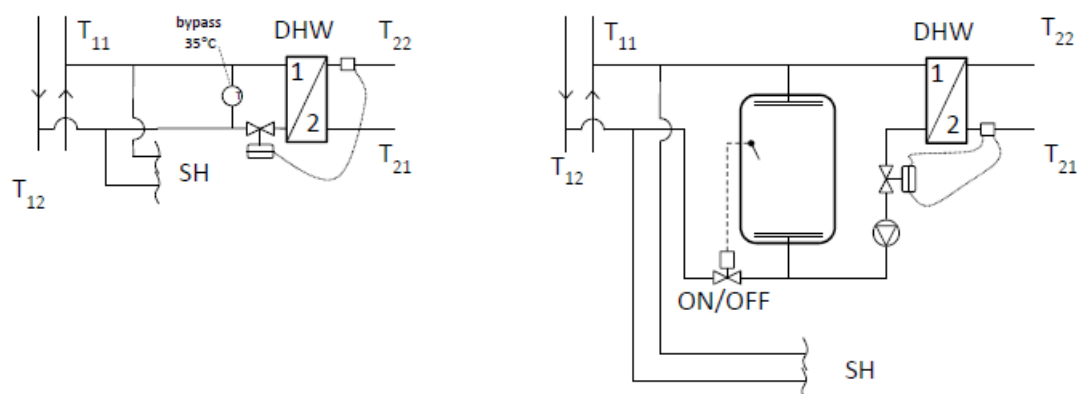 bypass
35°C
T11
DHW
T22
1
T
2
T21
SH
T12
T11
DHW
T22
1
2
T21
T12
ON/OFF
SH